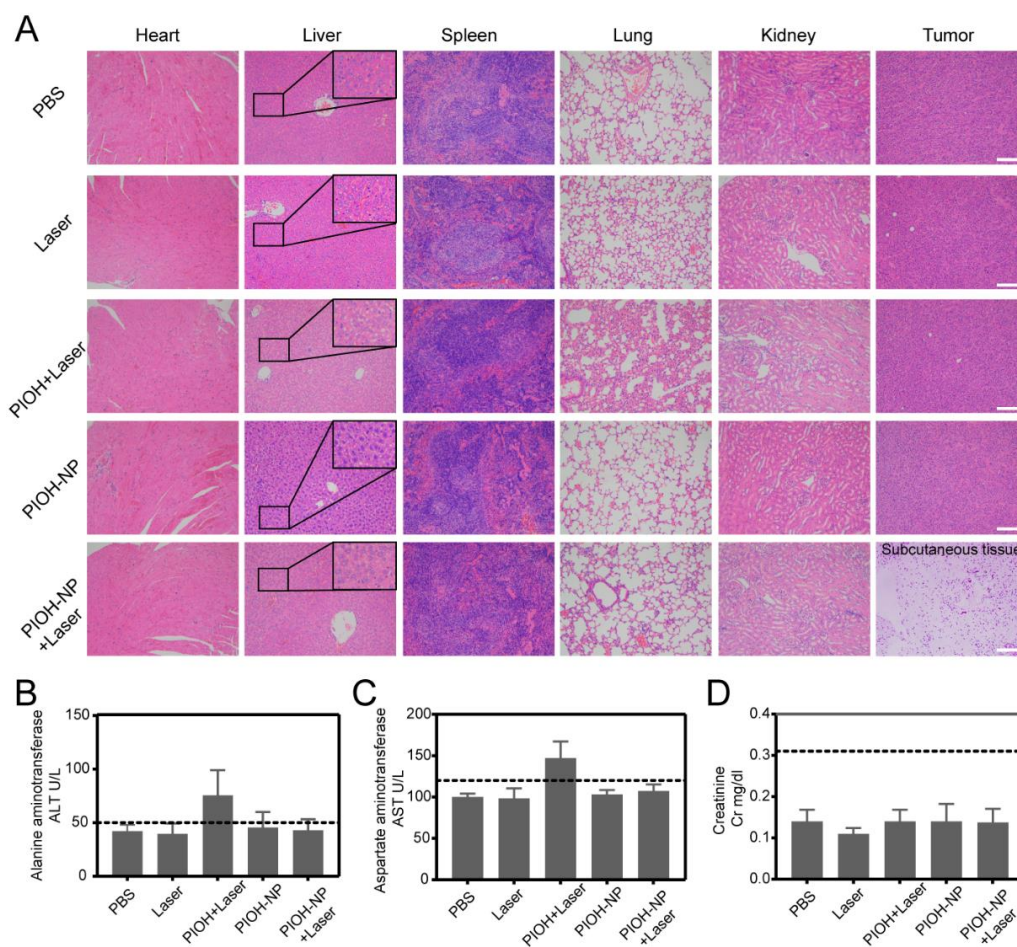 A
Heart Liver Spleen Lung Kidney Tumor
PBS
Laser
PIOH+Laser
PIOH-NP
PIOH-NP
+Laser
Subcutaneous tissue
B
Alanine aminotransferase
ALT U/L
150
100
50
0
PBS Laser PIOH+Laser PIOH-NP PIOH-NP
+Laser
C
Aspartate aminotransferase
AST U/L
200
150
100
50
0
PBS Laser PIOH+Laser PIOH-NP PIOH-NP
+Laser
D
Creatinine
Cr mg/dl
0.4
0.3
0.2
0.1
0.0
PBS Laser PIOH+Laser PIOH-NP PIOH-NP
+Laser